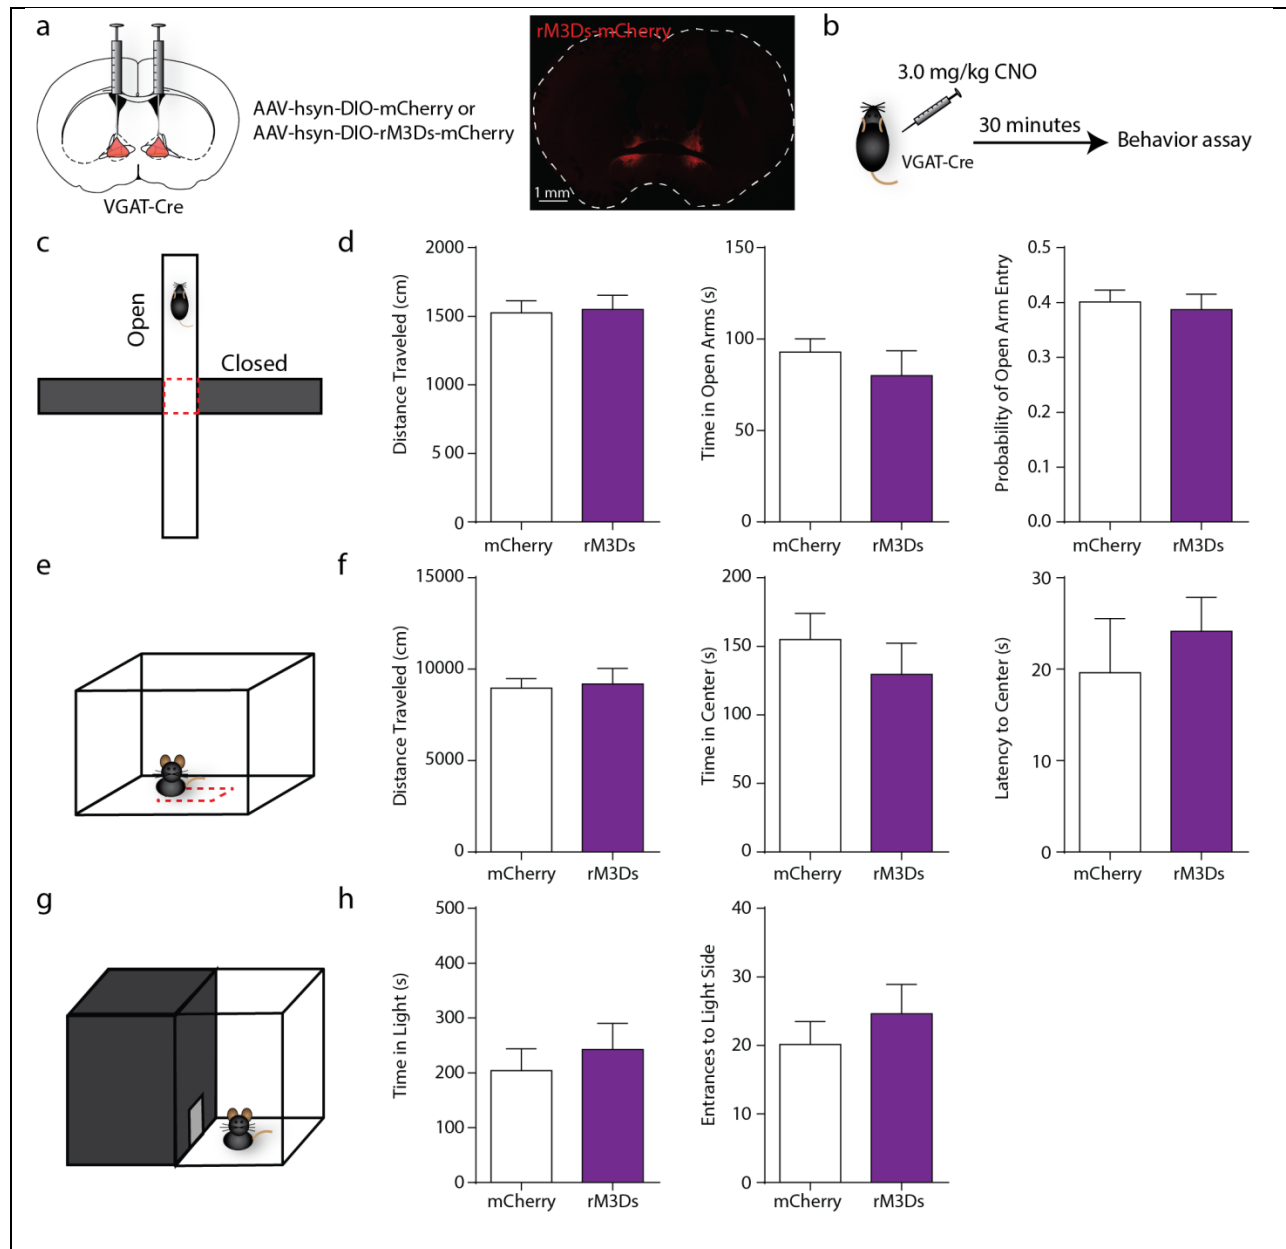 a
AAV-hsyn-DIO-mCherry or
AAV-hsyn-DIO-rM3Ds-mCherry
VGAT-Cre
rM3Ds-mCherry
1 mm
b
3.0 mg/kg CNO
30 minutes
Behavior assay
VGAT-Cre
c
Open
Closed
d
Distance Traveled (cm)
2000
1500
1000
5 00
0
mCherry
rM3Ds
Time in Open Arms (s)
150
100
50
0
mCherry
rM3Ds
Probability of Open Arm Entry
0.5
0.4
0.3
0.2
0.1
0.0
mCherry
rM3Ds
e
f
Distance Traveled (cm)
15000
10000
5000
0
mCherry
rM3Ds
Time in Center (s)
200
150
100
50
0
mCherry
rM3Ds
Latency to Center (s)
30
20
10
0
mCherry
rM3Ds
g
h
Time in Light (s)
500
400
300
200
100
0
mCherry
rM3Ds
Entrances to Light Side
40
30
20
10
0
mCherry
rM3Ds